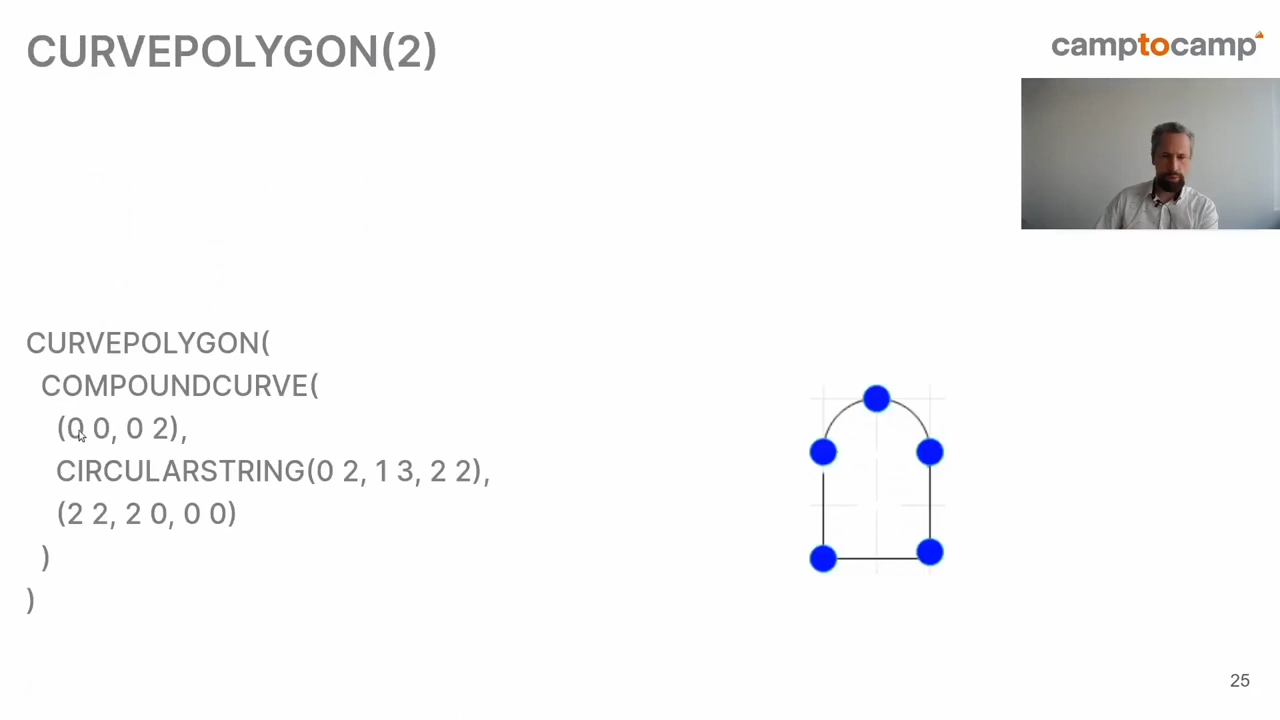 CURVEPOLYGON(2)
camptocamp
CURVEPOLYGON(
COMPOUNDCURVE(
(0 0, 0 2),
CIRCULARSTRING(0 2, 1 3, 2 2),
(2 2, 2 0, 0 0)
)
)
25